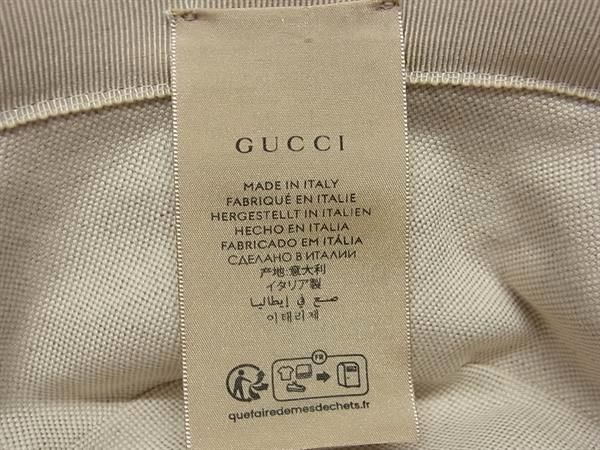 GUCCI
MADE IN ITALY
FABRIQUÉ EN ITALIE
HERGESTELLT IN ITALIEN
HECHO EN ITALIA
FABRICADO EM ITÁLIA
СДЕЛАНО В ИТАЛИИ
产地:意大利
イタリア製
صنع في إيطاليا
이태리제
FR
quefairedemesdechets.fr